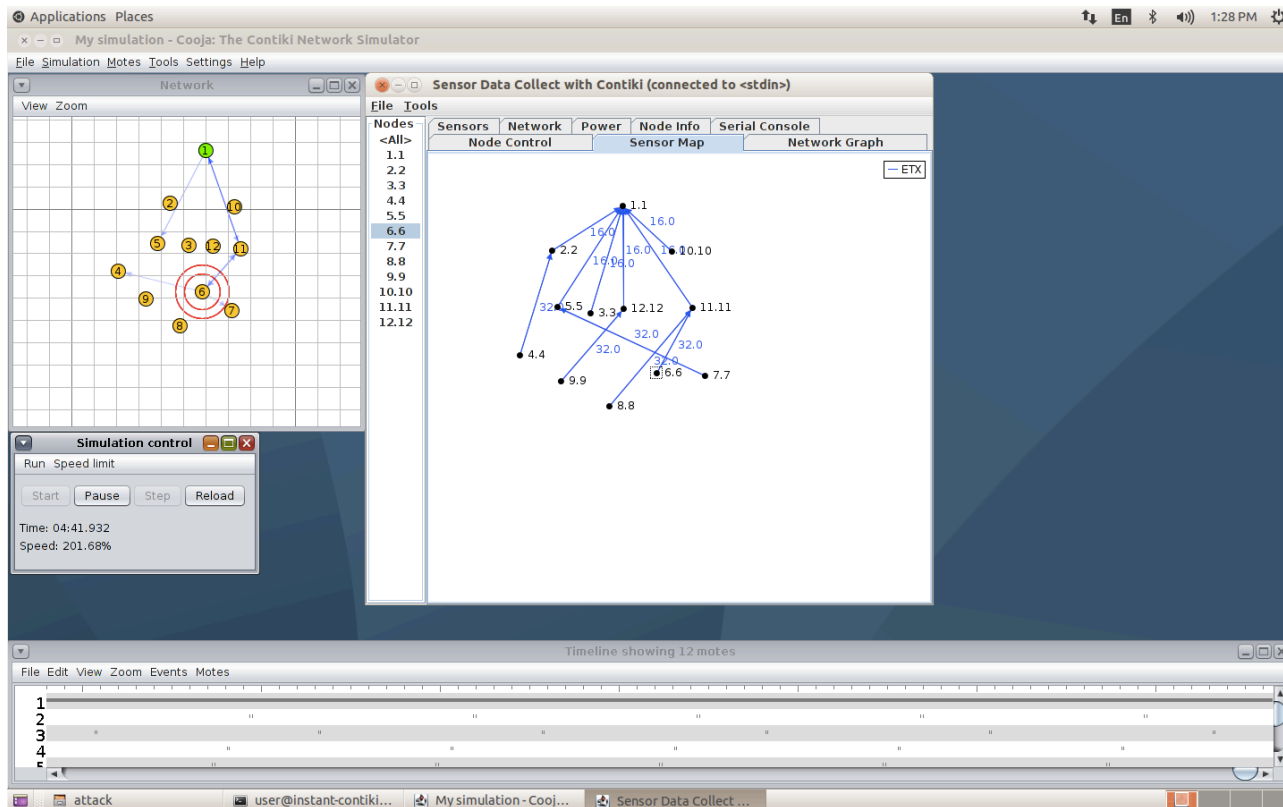 Applications Places
En
1:28 PM
My simulation - Cooja: The Contiki Network Simulator
File Simulation Motes Tools Settings Help
Network
View Zoom
1
2
10
5
3
12
11
4
6
9
7
8
Simulation control
Run Speed limit
Start Pause Step Reload
Time: 04:41.932
Speed: 201.68%
Sensor Data Collect with Contiki (connected to <stdin>)
File Tools
Nodes
<All>
1.1
2.2
3.3
4.4
5.5
6.6
7.7
8.8
9.9
10.10
11.11
12.12
Sensors Network Power Node Info Serial Console
Node Control Sensor Map Network Graph
ETX
1.1
16.0
16.0
2.2
16.0
16.0
10.10
16.0
16.0
32.0
5.5
3.3
12.12
11.11
32.0
32.0
32.0
4.4
32.0
6.6
7.7
9.9
8.8
Timeline showing 12 motes
File Edit View Zoom Events Motes
1
2
3
4
5
attack
user@instant-contiki...
My simulation - Cooj...
Sensor Data Collect ...